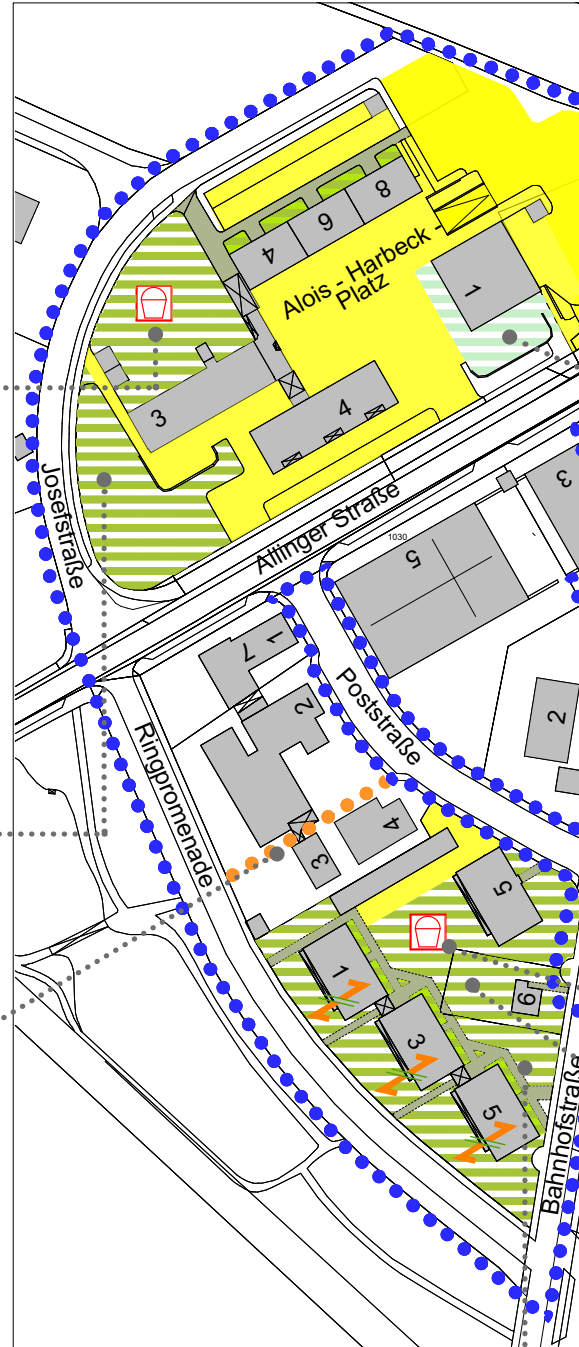 8
6
4
Alois - Harbeck -
Platz
1
3
4
Josefstraße
Allinger Straße
1030
3
5
1
7
2
Poststraße
2
Ringpromenade
4
3
5
1
6
3
5
Bahnhofstraße